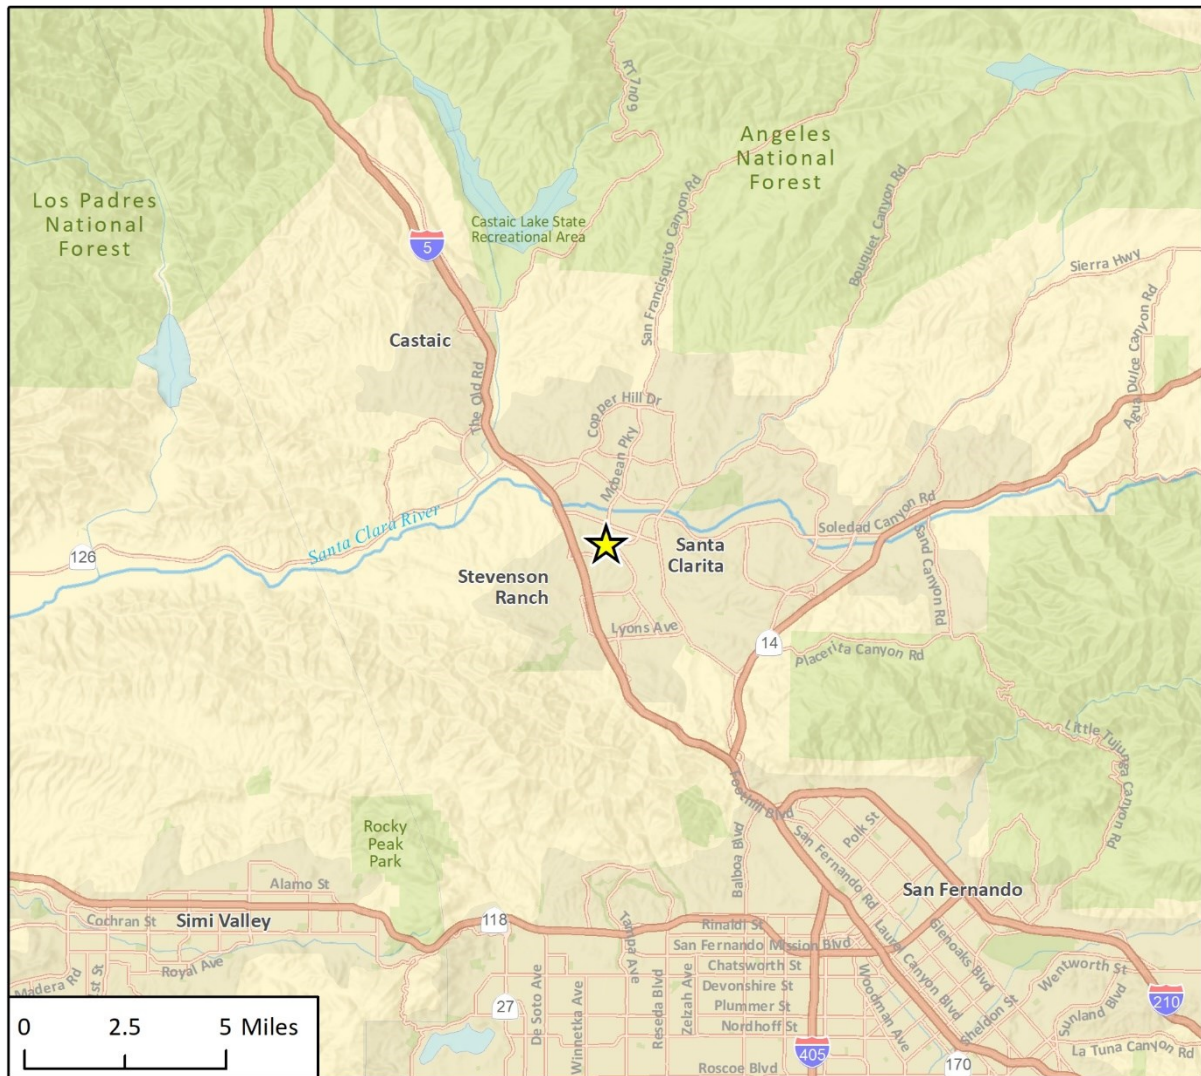 RT 7n09
Angeles
National
Forest
Los Padres
National
Forest
Castaic Lake State
Recreational Area
San Francisquito Canyon Rd
Bouquet Canyon Rd
5
Sierra Hwy
Agua Dulce Canyon Rd
Castaic
The Old Rd
Copper Hill Dr
Mcbean Pky
Santa Clara River
126
Soledad Canyon Rd
Sand Canyon Rd
Santa
Clarita
Stevenson
Ranch
Lyons Ave
14
Placerita Canyon Rd
Little Tujunga Canyon Rd
Foothill Blvd
Rocky
Peak
Park
Polk St
San Fernando Rd
Balboa Blvd
San Fernando
Alamo St
Cochran St
Simi Valley
118
Tampa Ave
Rinaldi St
San Fernando Mission Blvd
Laurel Canyon Blvd
Glenoaks Blvd
Royal Ave
Madera Rd
st St
Chatsworth St
Devonshire St
Plummer St
Nordhoff St
Roscoe Blvd
De Soto Ave
Winnetka Ave
Reseda Blvd
Zelzah Ave
Woodman Ave
Wentworth St
Sunland Blvd
Sheldon St
La Tuna Canyon Rd
27
405
170
210
0 2.5 5 Miles